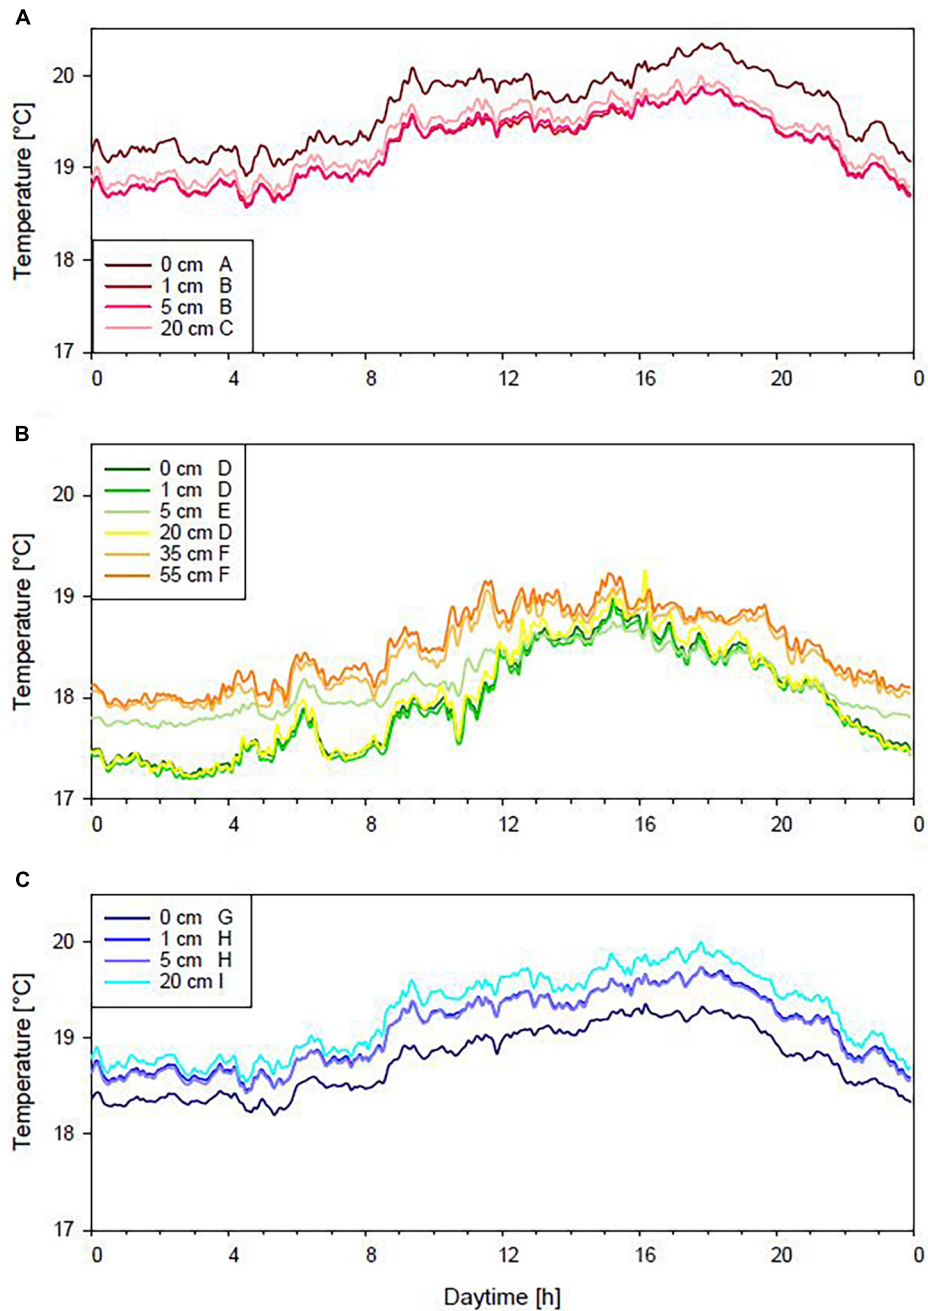 A
Temperature [°C]
20
19
18
17
0 cm A
1 cm B
5 cm B
20 cm C
0 4 8 12 16 20 0
B
Temperature [°C]
20
19
18
17
0 cm D
1 cm D
5 cm E
20 cm D
35 cm F
55 cm F
0 4 8 12 16 20 0
C
Temperature [°C]
20
19
18
17
0 cm G
1 cm H
5 cm H
20 cm I
0 4 8 12 16 20 0
Daytime [h]